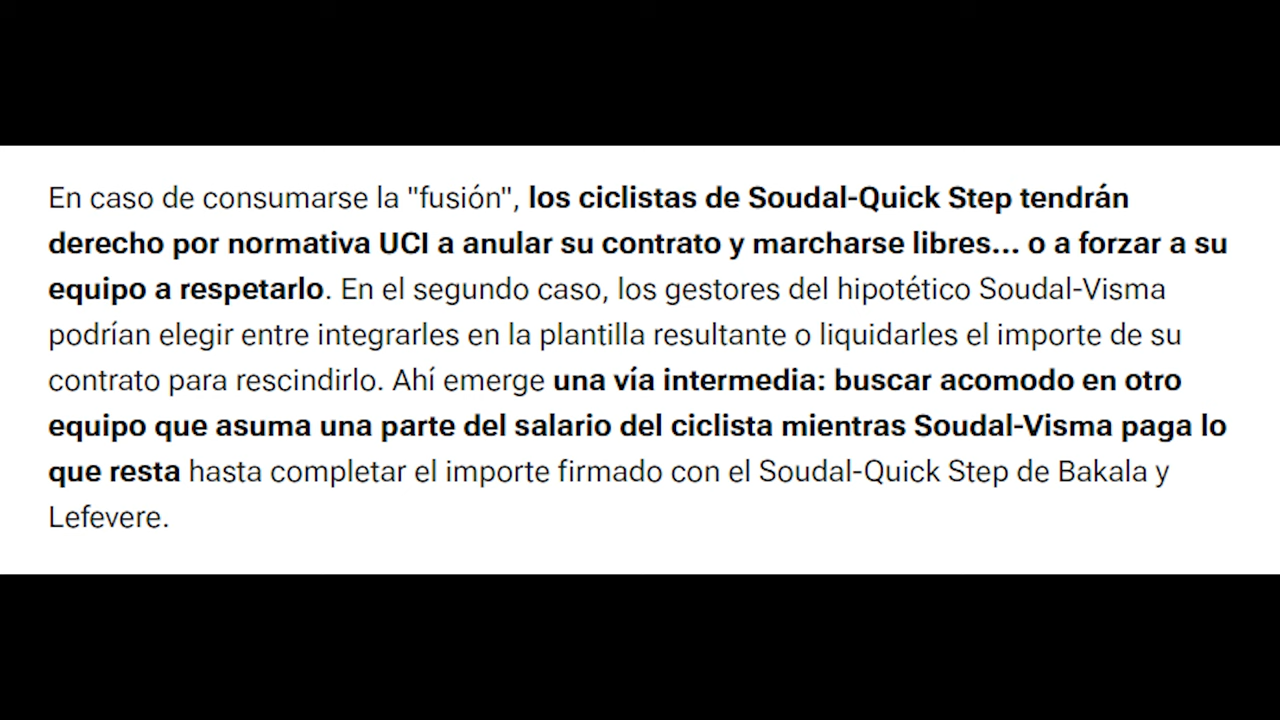 En caso de consumarse la "fusión", los ciclistas de Soudal-Quick Step tendrán
derecho por normativa UCI a anular su contrato y marcharse libres... o a forzar a su
equipo a respetarlo. En el segundo caso, los gestores del hipotético Soudal-Visma
podrían elegir entre integrarles en la plantilla resultante o liquidarles el importe de su
contrato para rescindirlo. Ahí emerge una vía intermedia: buscar acomodo en otro
equipo que asuma una parte del salario del ciclista mientras Soudal-Visma paga lo
que resta hasta completar el importe firmado con el Soudal-Quick Step de Bakala y
Lefevere.